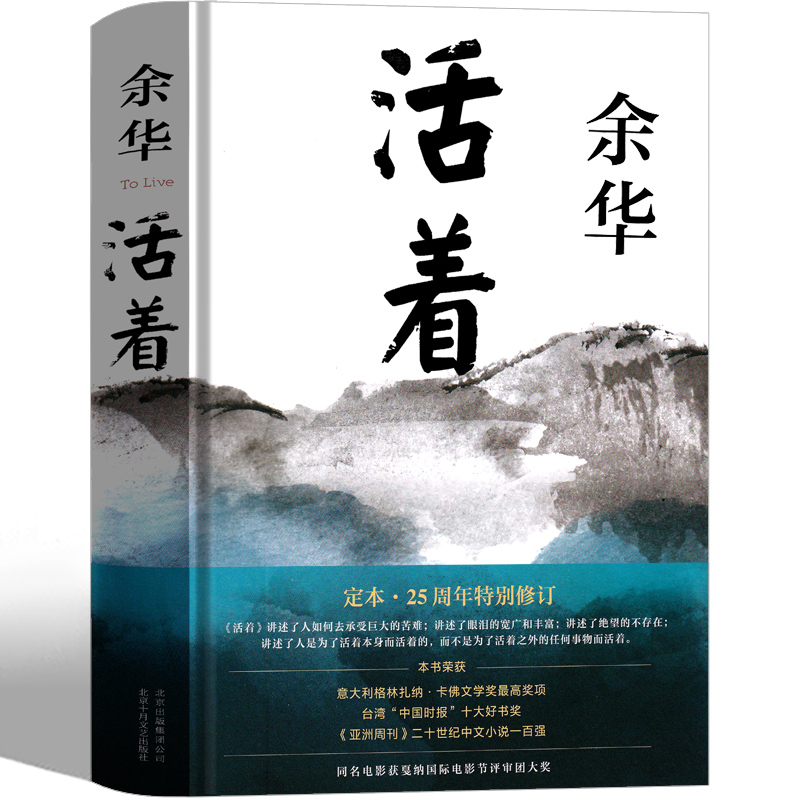 余华
To Live
活着
北京出版集团公司
北京十月文艺出版社
活着
余华
定本·25周年特别修订
《活着》讲述了人如何去承受巨大的苦难；讲述了眼泪的宽广和丰富；讲述了绝望的不存在；
讲述了人是为了活着本身而活着的，而不是为了活着之外的任何事物而活着。
本书荣获
意大利格林扎纳·卡佛文学奖最高奖项
台湾“中国时报”十大好书奖
《亚洲周刊》二十世纪中文小说一百强
同名电影获戛纳国际电影节评审团大奖